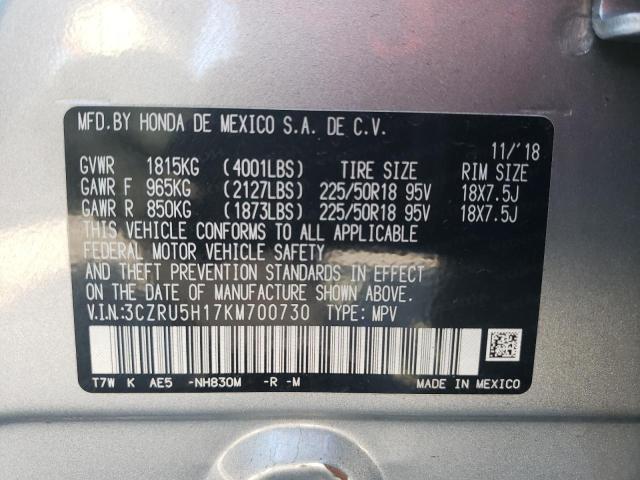 MFD.BY HONDA DE MEXICO S.A. DE C.V.
11/'18
GVWR 1815KG (4001LBS) TIRE SIZE RIM SIZE
GAWR F 965KG (2127LBS) 225/50R18 95V 18X7.5J
GAWR R 850KG (1873LBS) 225/50R18 95V 18X7.5J
THIS VEHICLE CONFORMS TO ALL APPLICABLE
FEDERAL MOTOR VEHICLE SAFETY
AND THEFT PREVENTION STANDARDS IN EFFECT
ON THE DATE OF MANUFACTURE SHOWN ABOVE.
V.I.N:3CZRU5H17KM700730 TYPE: MPV
T7W K AE5 -NH830M -R -M MADE IN MEXICO